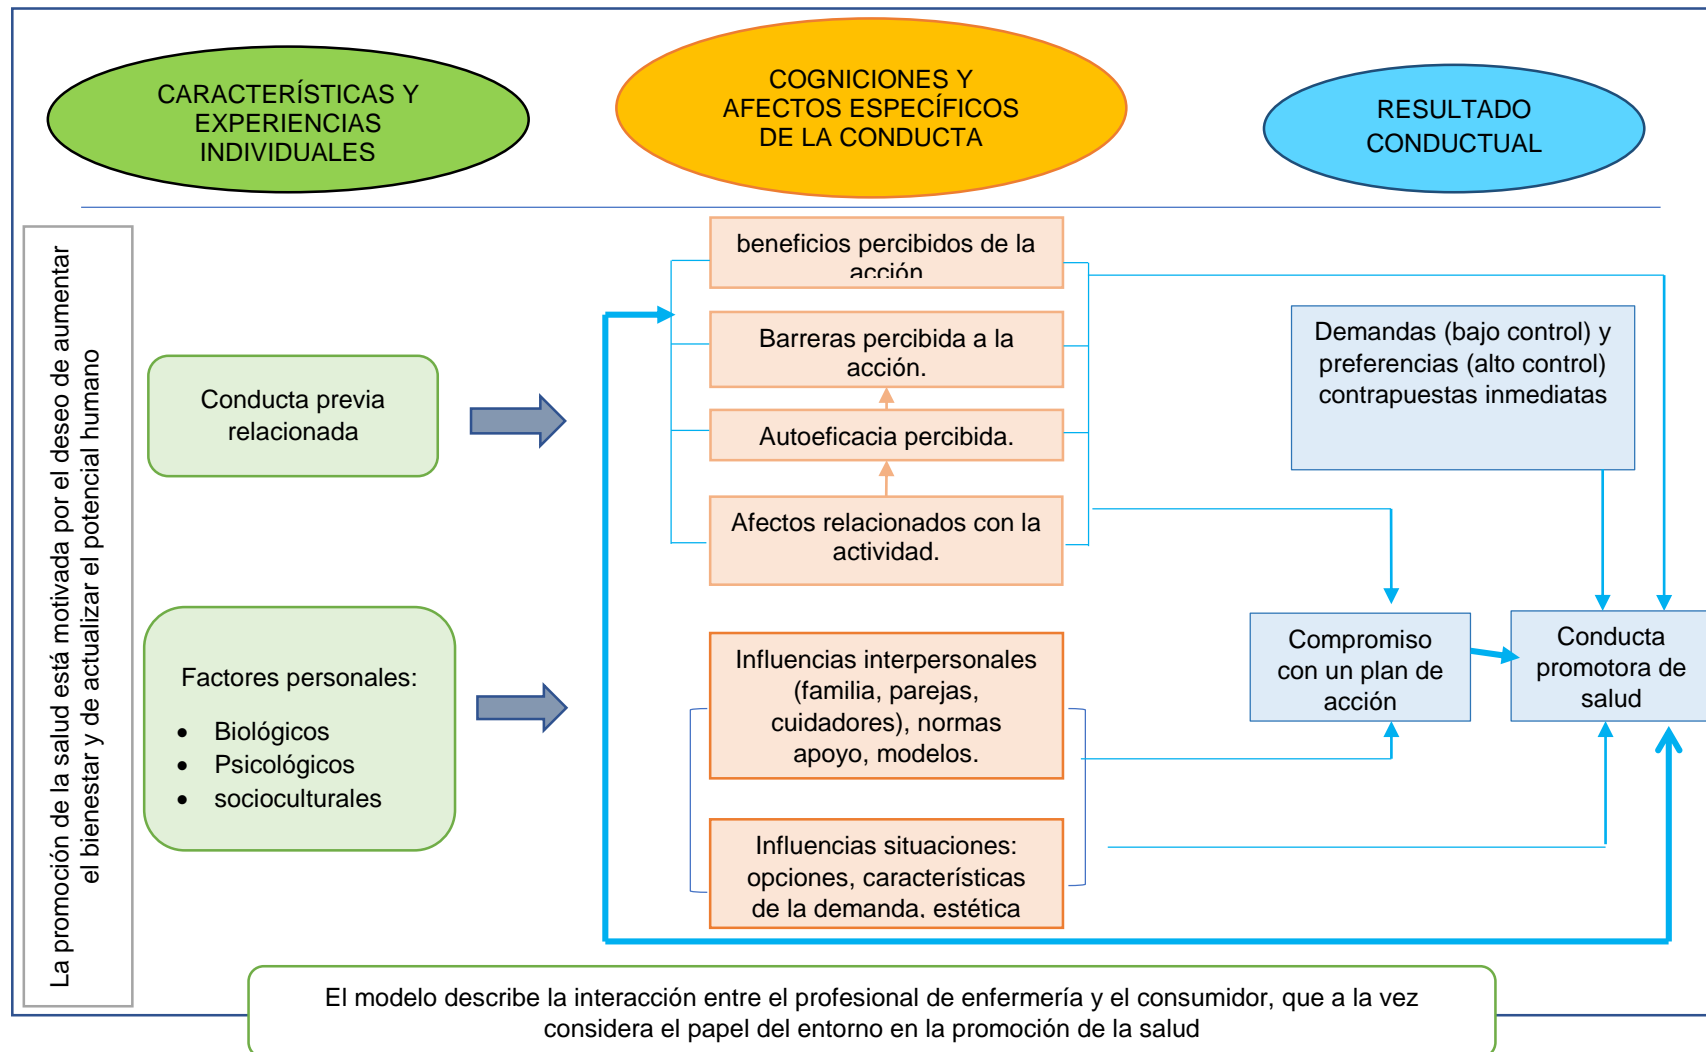 CARACTERÍSTICAS Y
EXPERIENCIAS
INDIVIDUALES
COGNICIONES Y
AFECTOS ESPECÍFICOS
DE LA CONDUCTA
RESULTADO
CONDUCTUAL
La promoción de la salud está motivada por el deseo de aumentar
el bienestar y de actualizar el potencial humano
Conducta previa
relacionada
Factores personales:
• Biológicos
• Psicológicos
• socioculturales
beneficios percibidos de la
acción
Barreras percibida a la
acción.
Autoeficacia percibida.
Afectos relacionados con la
actividad.
Influencias interpersonales
(familia, parejas,
cuidadores), normas
apoyo, modelos.
Influencias situaciones:
opciones, características
de la demanda, estética
Demandas (bajo control) y
preferencias (alto control)
contrapuestas inmediatas
Compromiso
con un plan de
acción
Conducta
promotora de
salud
El modelo describe la interacción entre el profesional de enfermería y el consumidor, que a la vez
considera el papel del entorno en la promoción de la salud